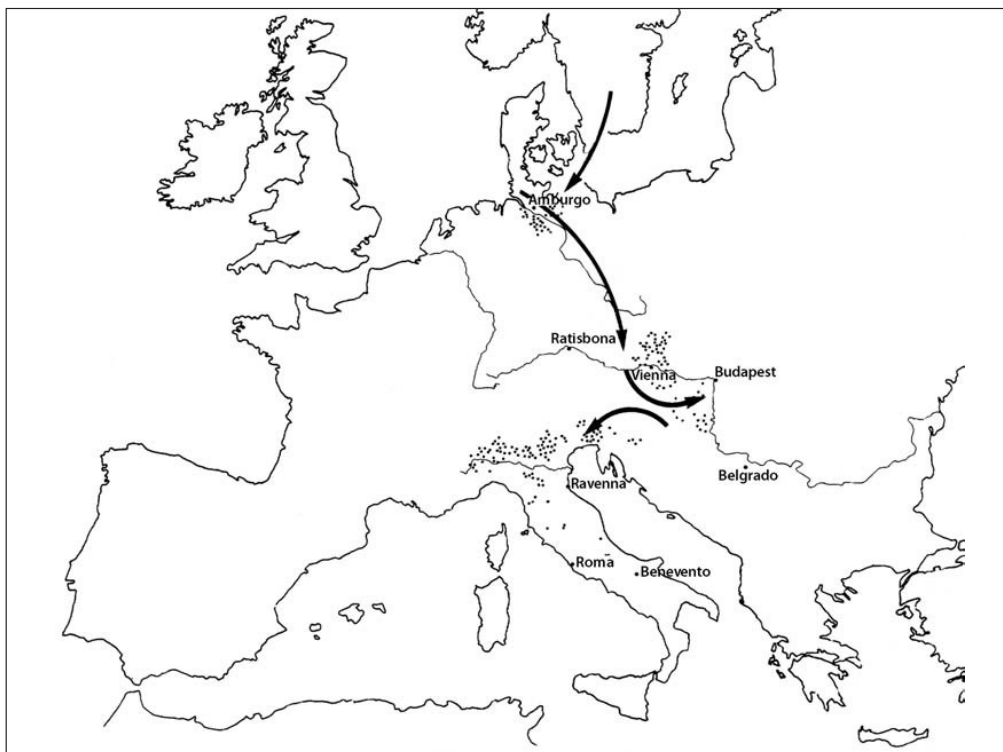 Amburgo
Ratisbona
Vienna
Budapest
Belgrado
Ravenna
Roma
Benevento